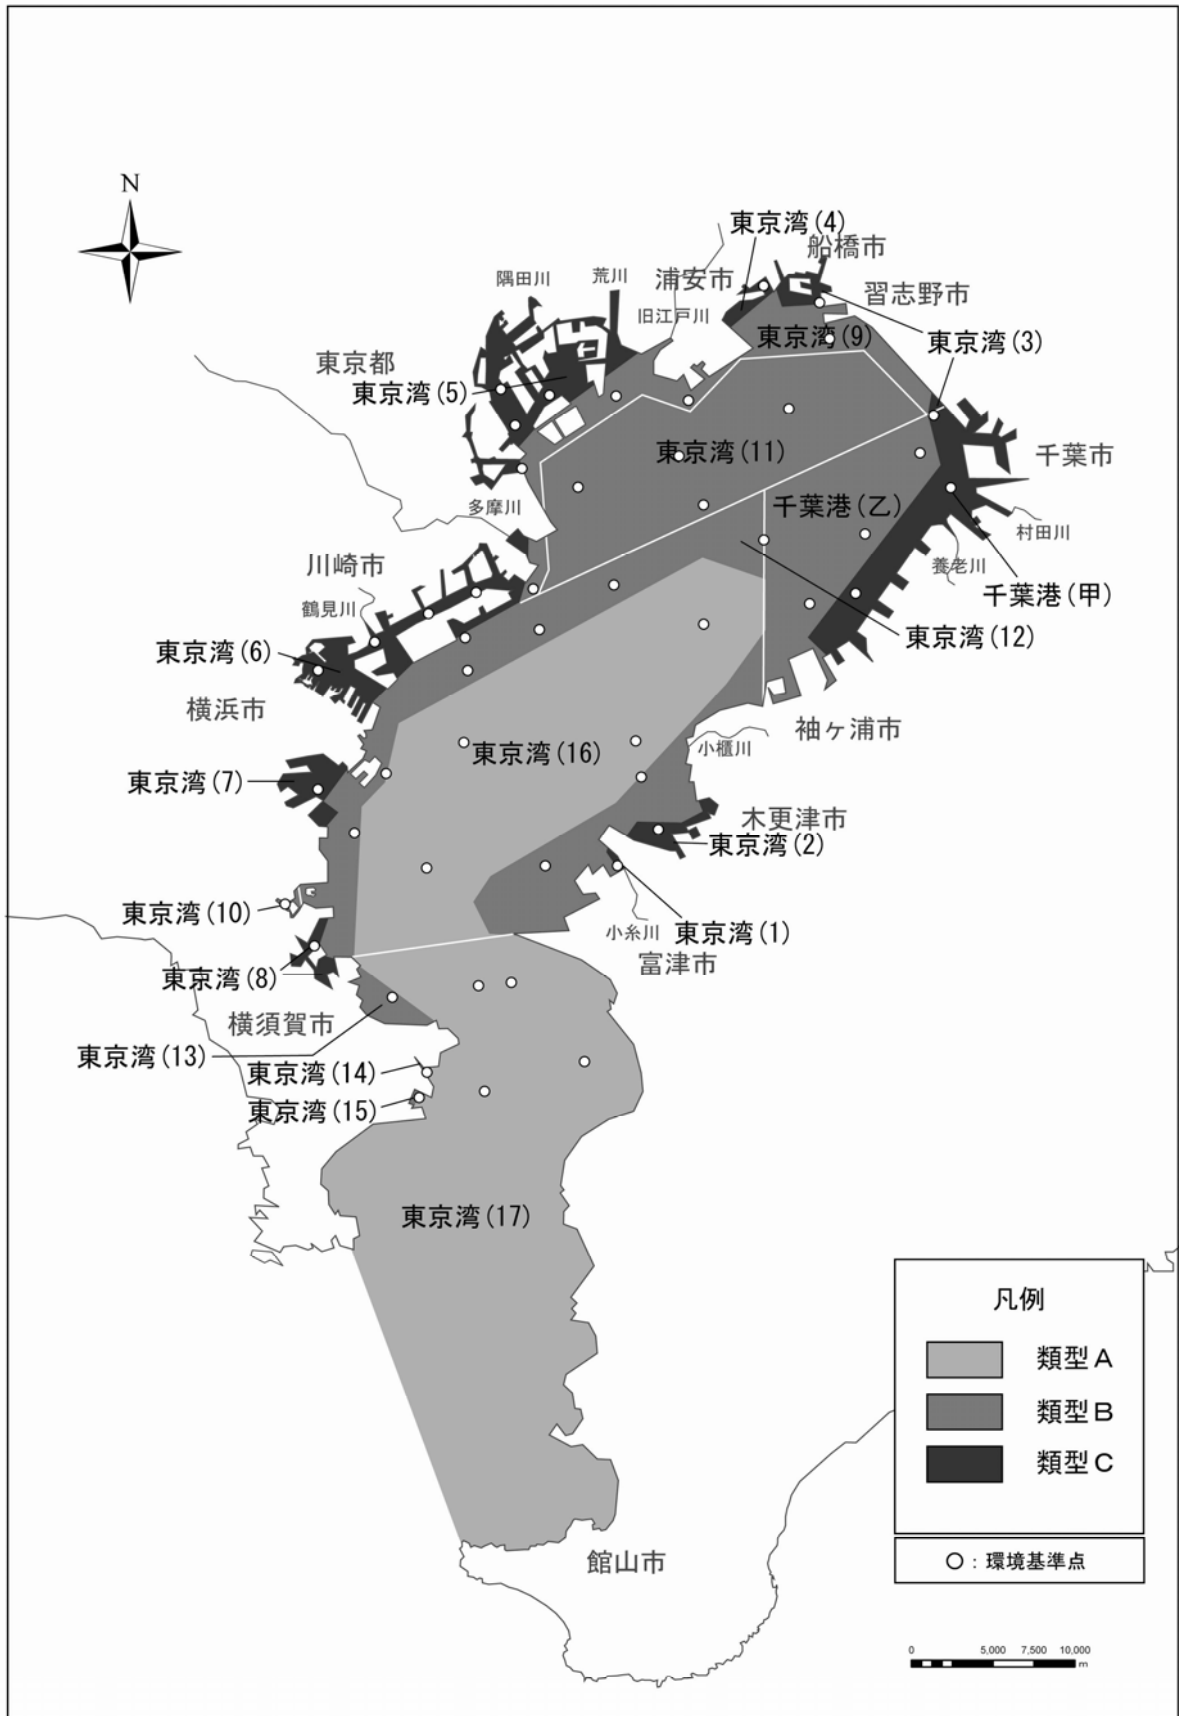 N
東京湾(4)
船橋市
隅田川
荒川
浦安市
習志野市
旧江戸川
東京湾(9)
東京湾(3)
東京都
東京湾(5)
東京湾(11)
千葉市
多摩川
千葉港(乙)
村田川
川崎市
養老川
鶴見川
千葉港(甲)
東京湾(12)
東京湾(6)
横浜市
袖ヶ浦市
東京湾(16)
小櫃川
東京湾(7)
木更津市
東京湾(2)
東京湾(10)
小糸川
東京湾(1)
富津市
東京湾(8)
横須賀市
東京湾(13)
東京湾(14)
東京湾(15)
東京湾(17)
凡例
類型A
類型B
類型C
○:環境基準点
館山市
0 5,000 7,500 10,000
m